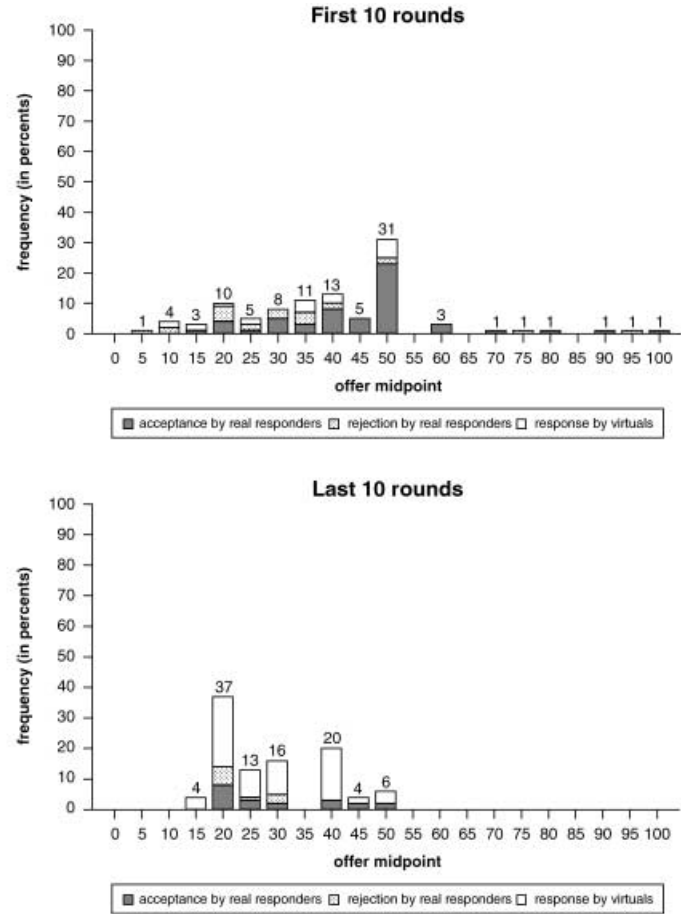 First 10 rounds
100
90
80
70
60
50
40
30
20
10
0
frequency (in percents)
1 4 3 10 5 8 11 13 5 31 3 1 1 1 1 1 1
0 5 10 15 20 25 30 35 40 45 50 55 60 65 70 75 80 85 90 95 100
offer midpoint
acceptance by real responders rejection by real responders response by virtuals
Last 10 rounds
100
90
80
70
60
50
40
30
20
10
0
frequency (in percents)
4 37 13 16 20 4 6
0 5 10 15 20 25 30 35 40 45 50 55 60 65 70 75 80 85 90 95 100
offer midpoint
acceptance by real responders rejection by real responders response by virtuals